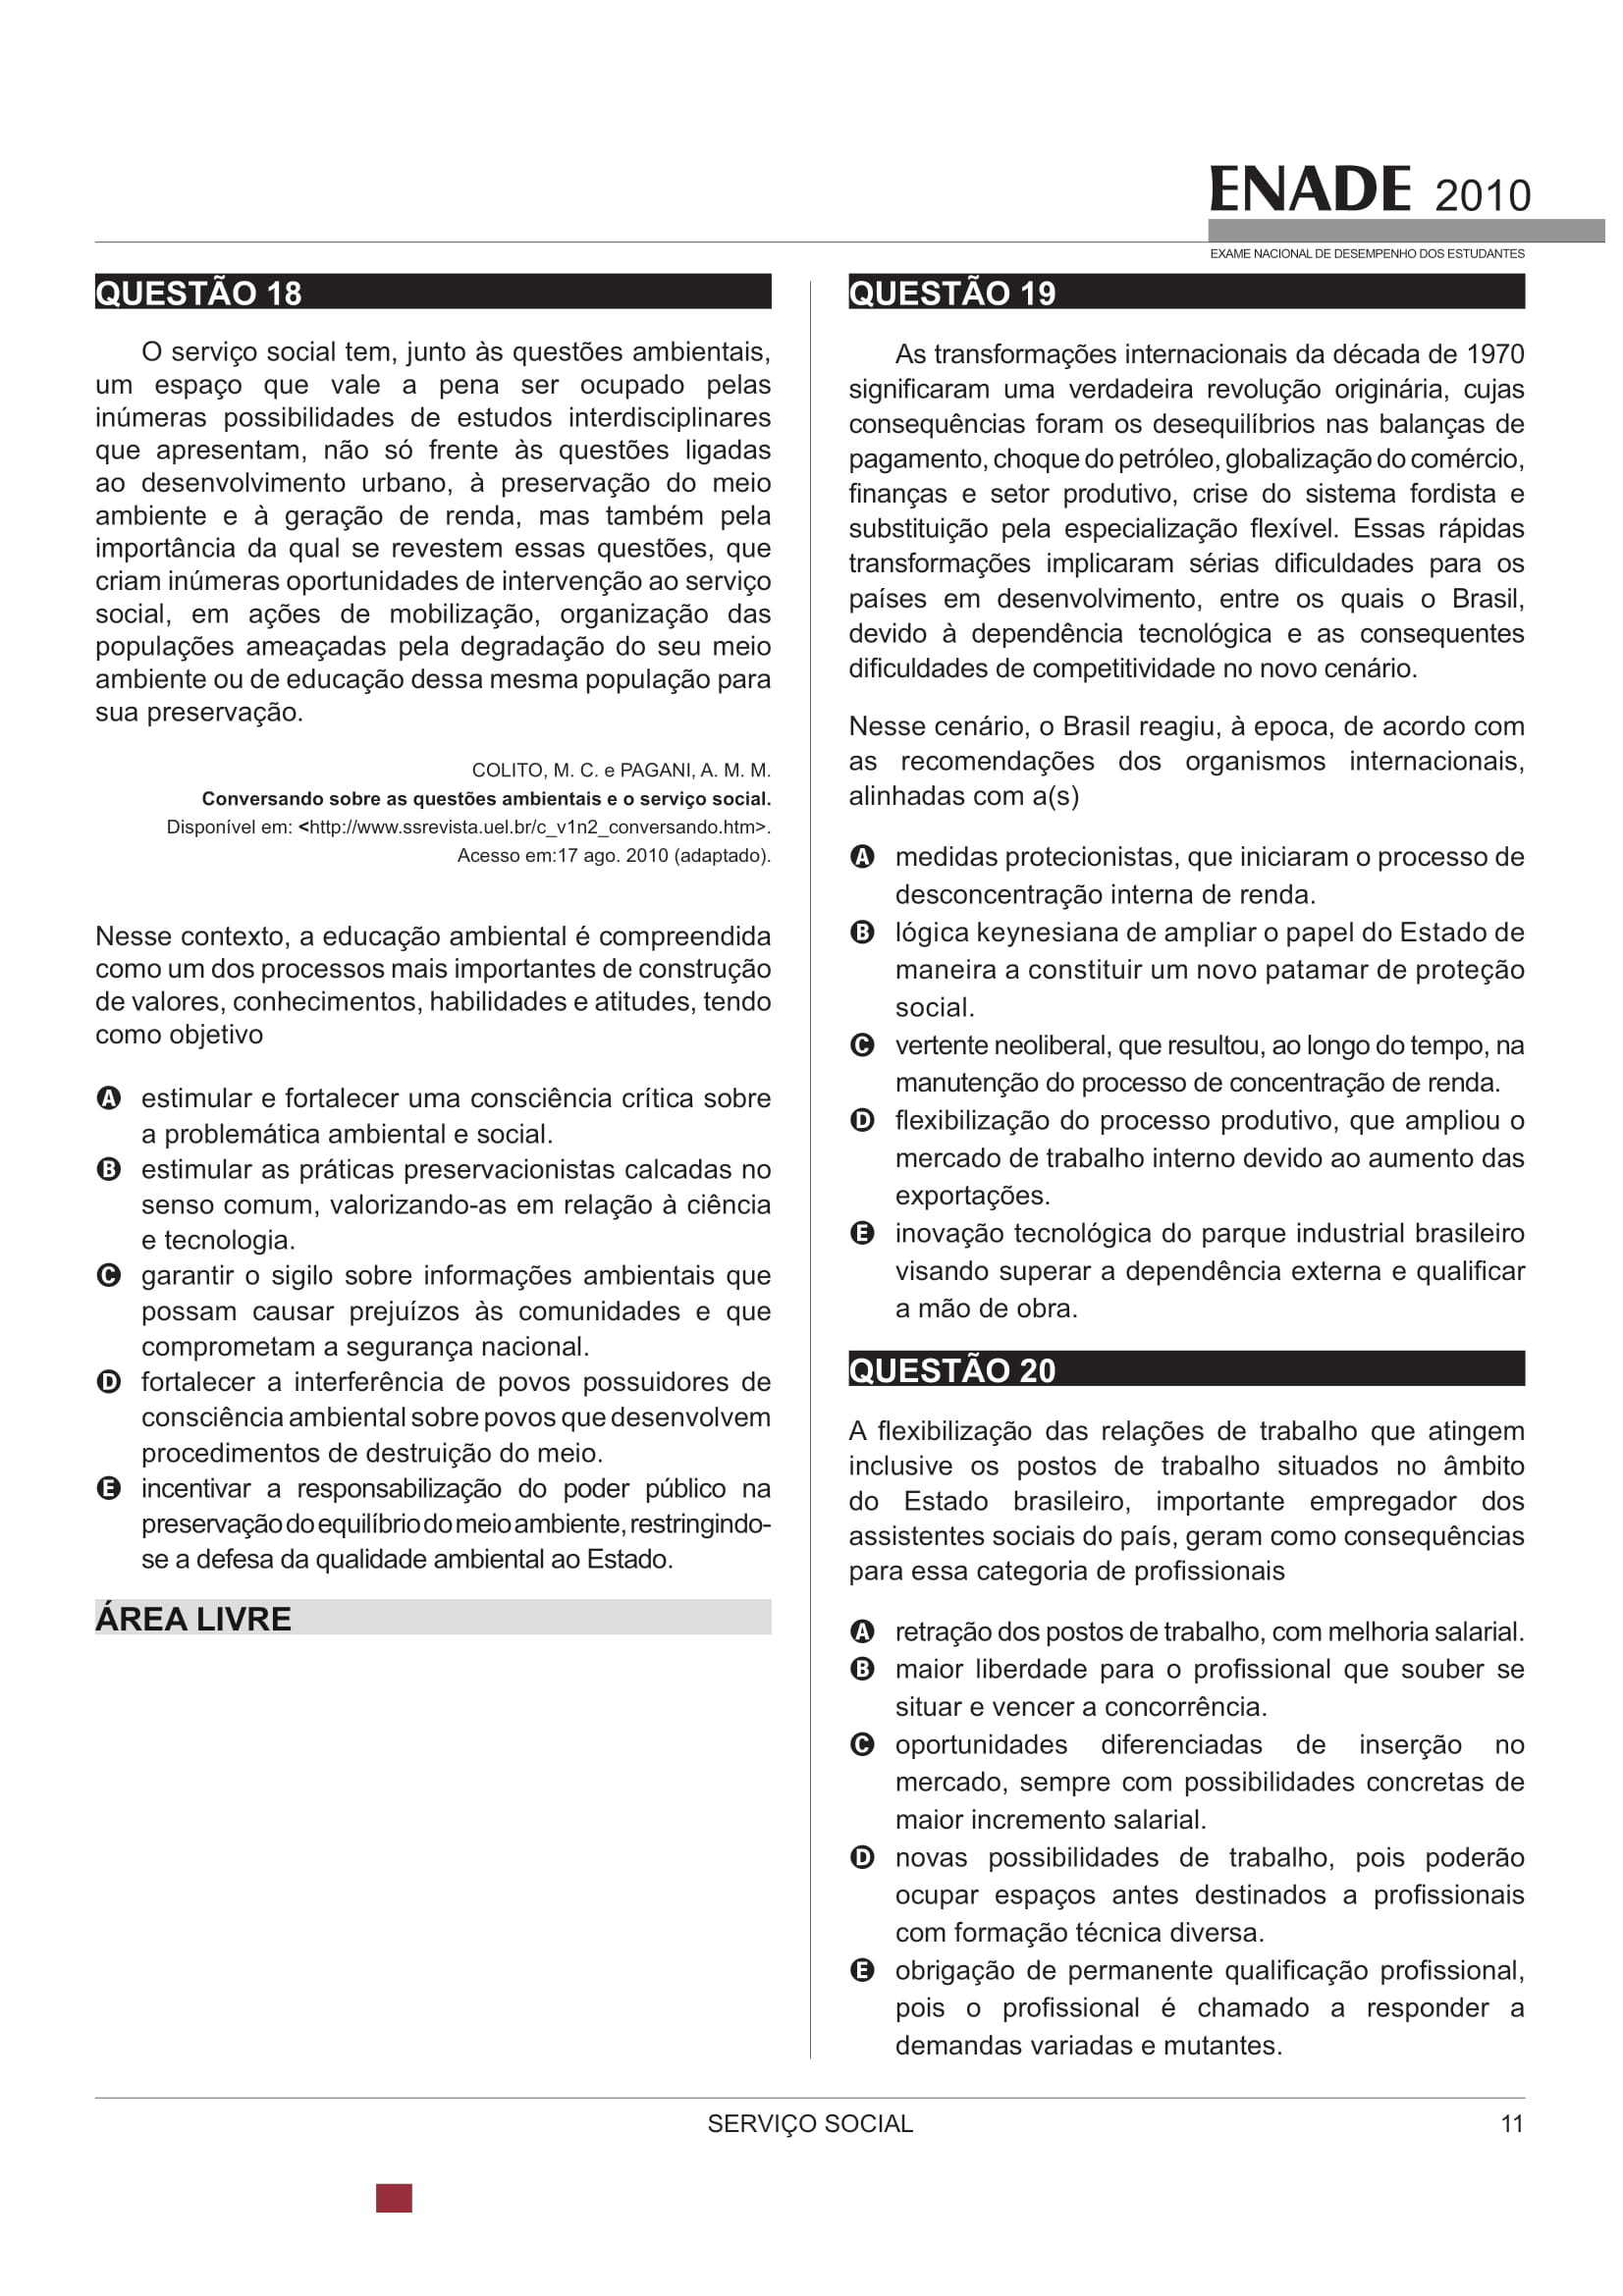 ENADE 2010
EXAME NACIONAL DE DESEMPENHO DOS ESTUDANTES
QUESTÃO 18
O serviço social tem, junto às questões ambientais,
um espaço que vale a pena ser ocupado pelas
inúmeras possibilidades de estudos interdisciplinares
que apresentam, não só frente às questões ligadas
ao desenvolvimento urbano, à preservação do meio
ambiente e à geração de renda, mas também pela
importância da qual se revestem essas questões, que
criam inúmeras oportunidades de intervenção ao serviço
social, em ações de mobilização, organização das
populações ameaçadas pela degradação do seu meio
ambiente ou de educação dessa mesma população para
sua preservação.
COLITO, M. C. e PAGANI, A. M. M.
Conversando sobre as questões ambientais e o serviço social.
Disponível em: <http://www.ssrevista.uel.br/c_v1n2_conversando.htm>.
Acesso em:17 ago. 2010 (adaptado).
Nesse contexto, a educação ambiental é compreendida
como um dos processos mais importantes de construção
de valores, conhecimentos, habilidades e atitudes, tendo
como objetivo
A estimular e fortalecer uma consciência crítica sobre
a problemática ambiental e social.
B estimular as práticas preservacionistas calcadas no
senso comum, valorizando-as em relação à ciência
e tecnologia.
C garantir o sigilo sobre informações ambientais que
possam causar prejuízos às comunidades e que
comprometam a segurança nacional.
D fortalecer a interferência de povos possuidores de
consciência ambiental sobre povos que desenvolvem
procedimentos de destruição do meio.
E incentivar a responsabilização do poder público na
preservação do equilíbrio do meio ambiente, restringindo-
se a defesa da qualidade ambiental ao Estado.
ÁREA LIVRE
QUESTÃO 19
As transformações internacionais da década de 1970
significaram uma verdadeira revolução originária, cujas
consequências foram os desequilíbrios nas balanças de
pagamento, choque do petróleo, globalização do comércio,
finanças e setor produtivo, crise do sistema fordista e
substituição pela especialização flexível. Essas rápidas
transformações implicaram sérias dificuldades para os
países em desenvolvimento, entre os quais o Brasil,
devido à dependência tecnológica e as consequentes
dificuldades de competitividade no novo cenário.
Nesse cenário, o Brasil reagiu, à epoca, de acordo com
as recomendações dos organismos internacionais,
alinhadas com a(s)
A medidas protecionistas, que iniciaram o processo de
desconcentração interna de renda.
B lógica keynesiana de ampliar o papel do Estado de
maneira a constituir um novo patamar de proteção
social.
C vertente neoliberal, que resultou, ao longo do tempo, na
manutenção do processo de concentração de renda.
D flexibilização do processo produtivo, que ampliou o
mercado de trabalho interno devido ao aumento das
exportações.
E inovação tecnológica do parque industrial brasileiro
visando superar a dependência externa e qualificar
a mão de obra.
QUESTÃO 20
A flexibilização das relações de trabalho que atingem
inclusive os postos de trabalho situados no âmbito
do Estado brasileiro, importante empregador dos
assistentes sociais do país, geram como consequências
para essa categoria de profissionais
A retração dos postos de trabalho, com melhoria salarial.
B maior liberdade para o profissional que souber se
situar e vencer a concorrência.
C oportunidades diferenciadas de inserção no
mercado, sempre com possibilidades concretas de
maior incremento salarial.
D novas possibilidades de trabalho, pois poderão
ocupar espaços antes destinados a profissionais
com formação técnica diversa.
E obrigação de permanente qualificação profissional,
pois o profissional é chamado a responder a
demandas variadas e mutantes.
SERVIÇO SOCIAL
11